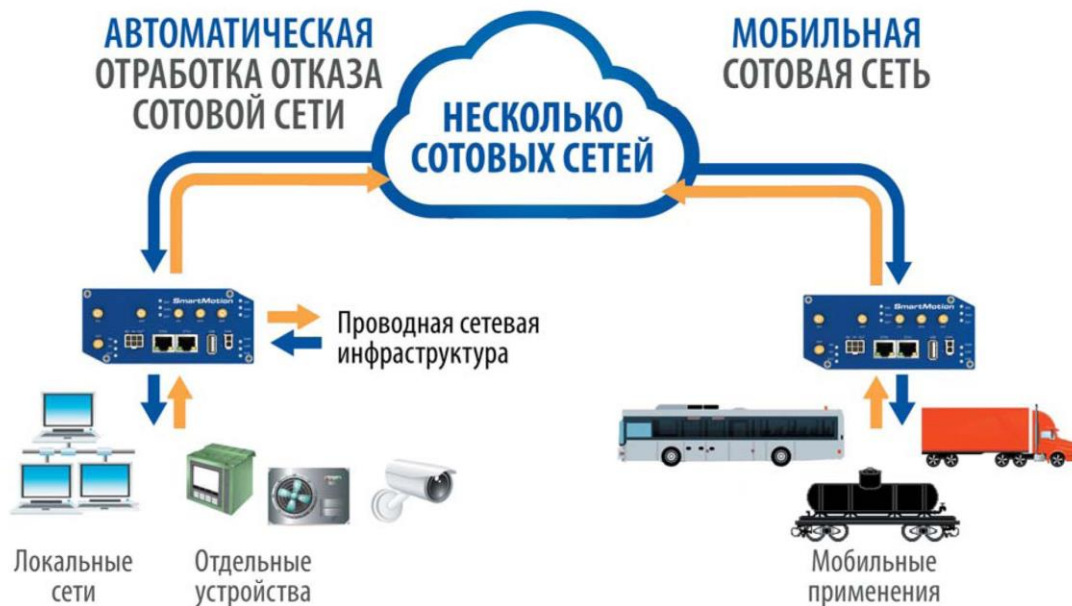 АВТОМАТИЧЕСКАЯ
ОТРАБОТКА ОТКАЗА
СОТОВОЙ СЕТИ
МОБИЛЬНАЯ
СОТОВАЯ СЕТЬ
НЕСКОЛЬКО
СОТОВЫХ СЕТЕЙ
SmartMotion
Проводная сетевая
инфраструктура
SmartMotion
Локальные
сети
Отдельные
устройства
Мобильные
применения